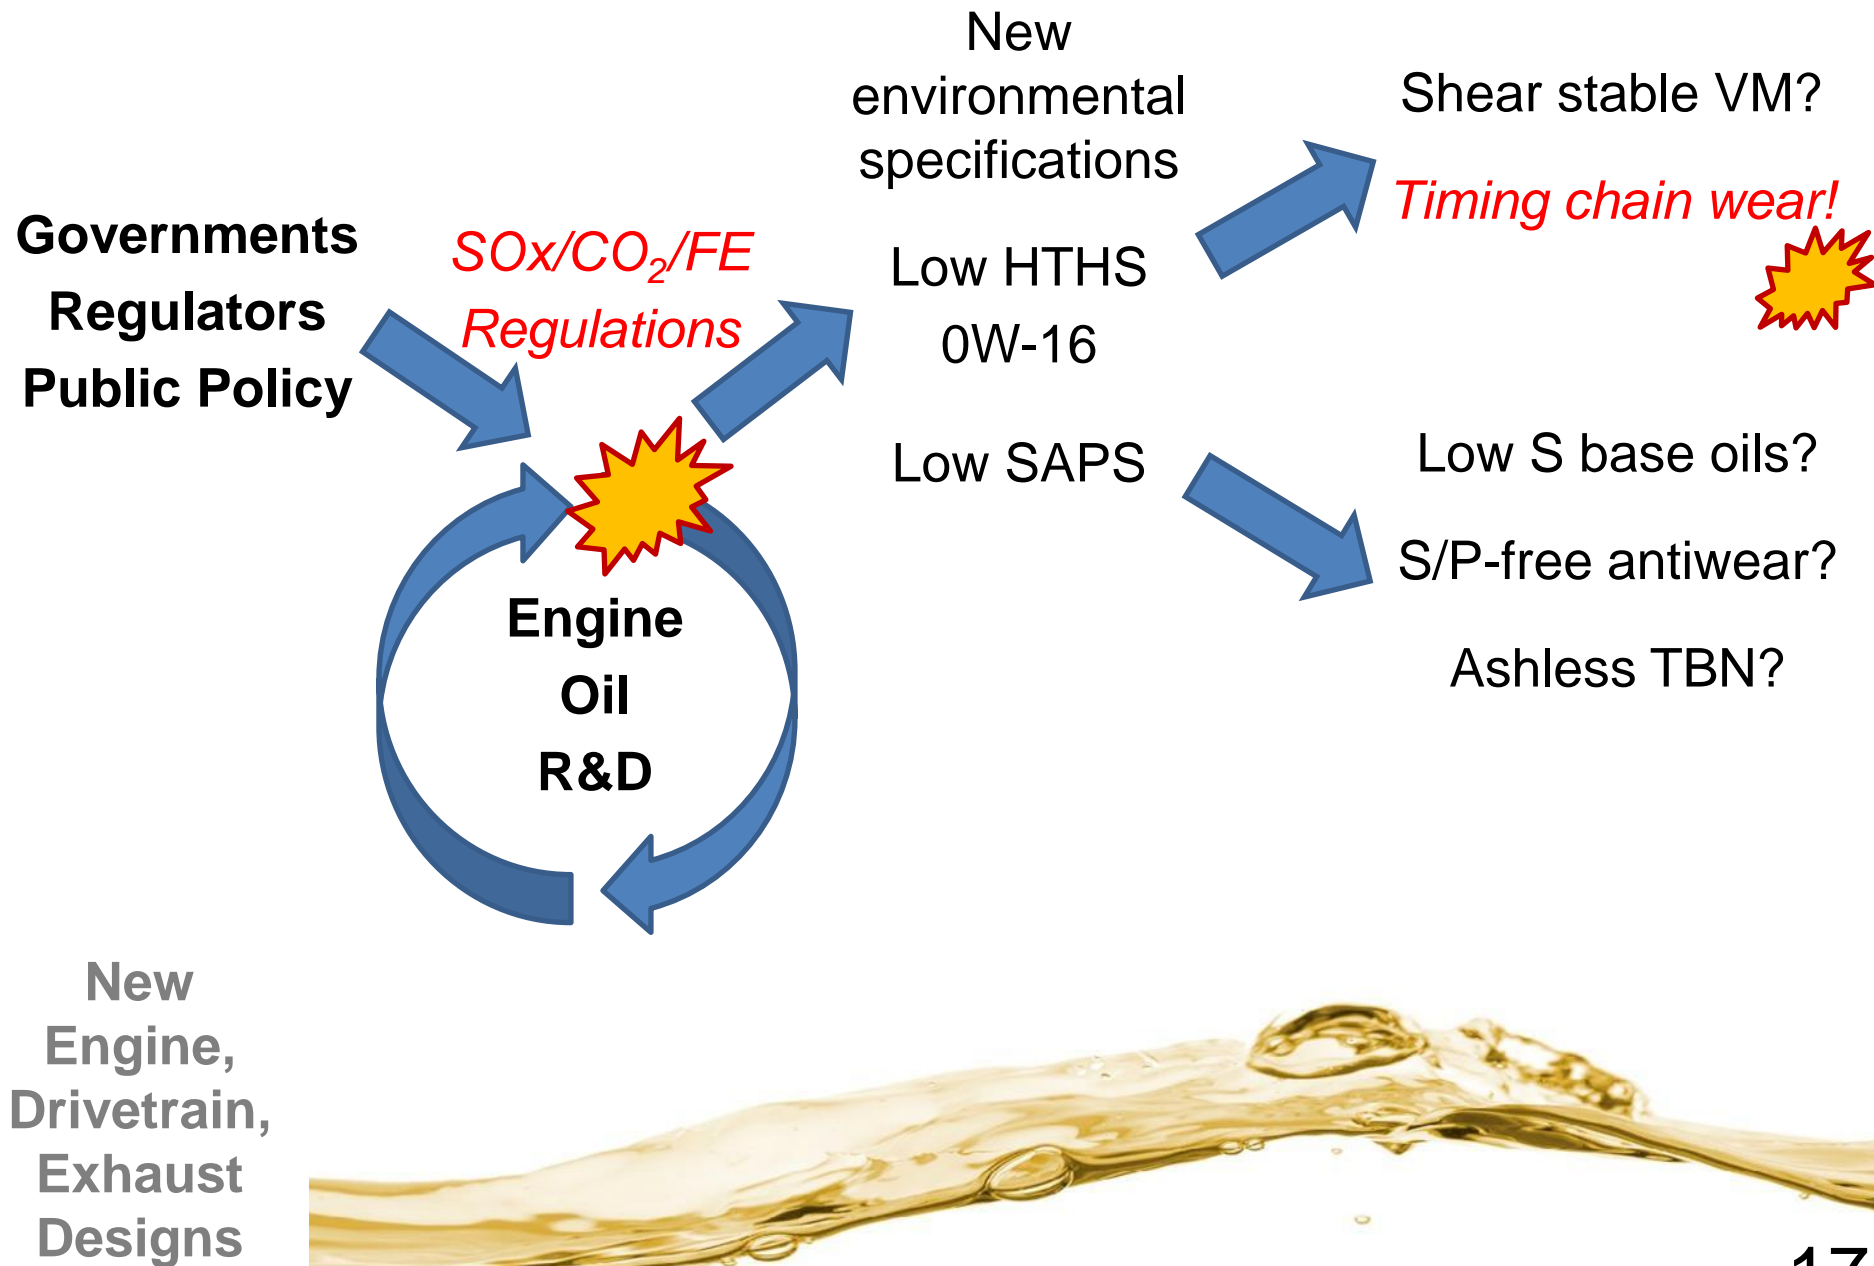 Governments
Regulators
Public Policy
SOx/CO₂/FE
Regulations
New
environmental
specifications
Low HTHS
0W-16
Low SAPS
Shear stable VM?
Timing chain wear!
Low S base oils?
S/P-free antiwear?
Ashless TBN?
Engine
Oil
R&D
New
Engine,
Drivetrain,
Exhaust
Designs
17